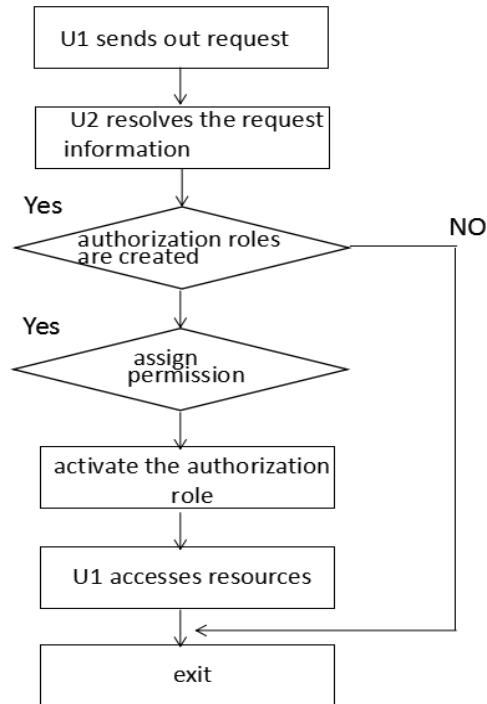 U1 sends out request
U2 resolves the request
information
Yes
NO
authorization roles
are created
Yes
assign
permission
activate the authorization
role
U1 accesses resources
exit